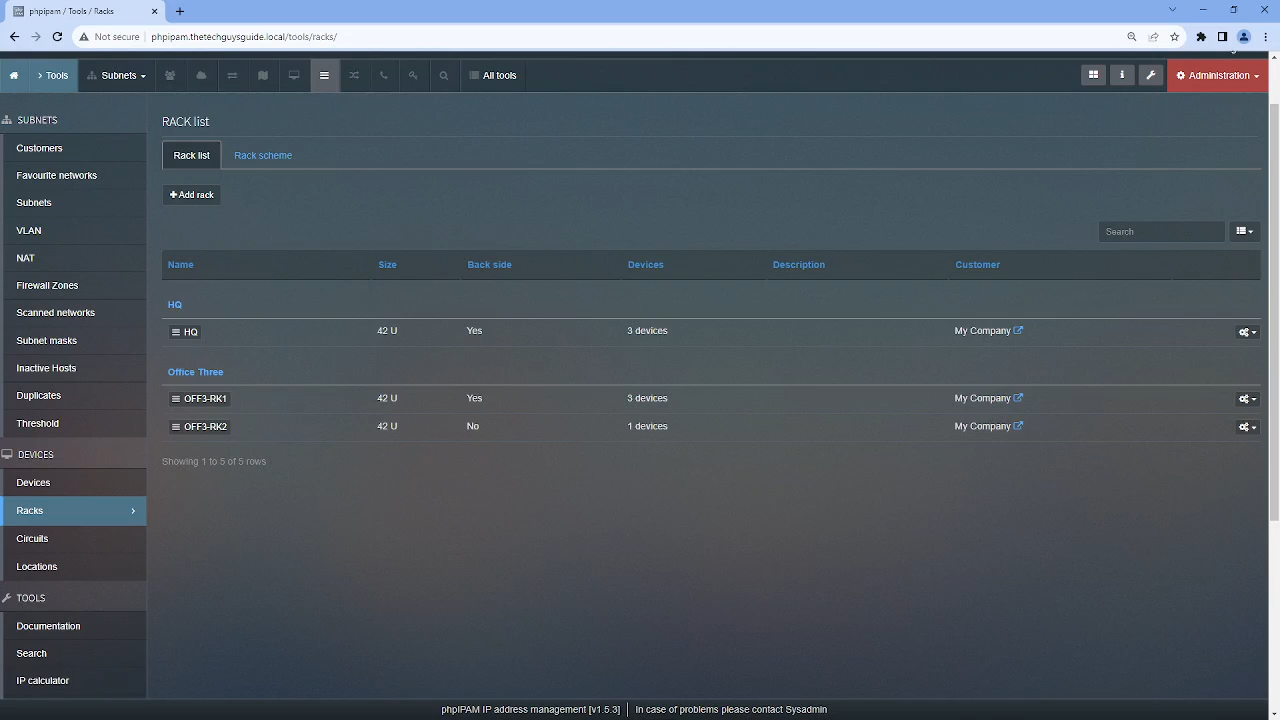 phpipam / Tools / Racks
Not secure
phpipam.thetechguysguide.local/tools/racks/
Tools
Subnets
All tools
Administration
SUBNETS
Customers
Favourite networks
Subnets
VLAN
NAT
Firewall Zones
Scanned networks
Subnet masks
Inactive Hosts
Duplicates
Threshold
DEVICES
Devices
Racks
Circuits
Locations
TOOLS
Documentation
Search
IP calculator
RACK list
Rack list Rack scheme
+Add rack
Search
Name Size Back side Devices Description Customer
HQ
HQ 42 U Yes 3 devices My Company
Office Three
OFF3-RK1 42 U Yes 3 devices My Company
OFF3-RK2 42 U No 1 devices My Company
Showing 1 to 5 of 5 rows
phpIPAM IP address management [v1.5.3] | In case of problems please contact Sysadmin